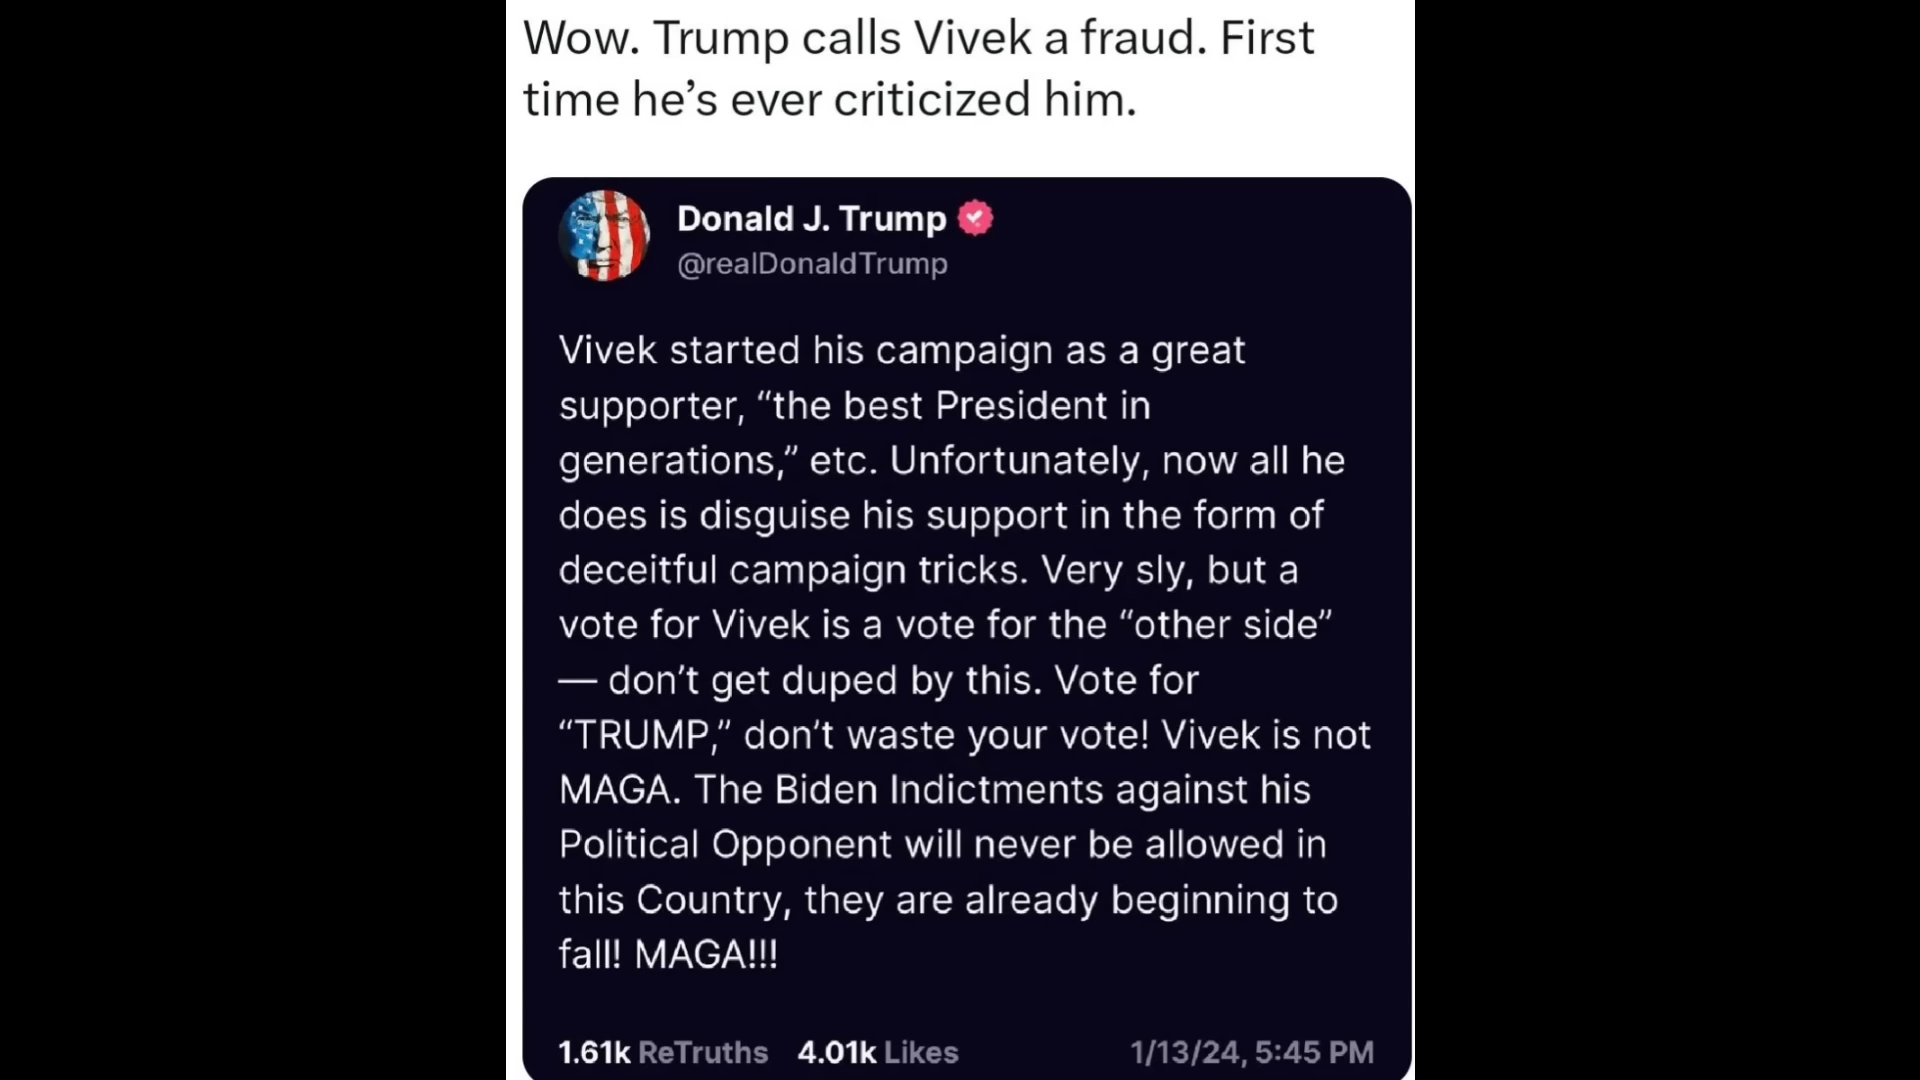 Wow. Trump calls Vivek a fraud. First
time he’s ever criticized him.
Donald J. Trump
@realDonaldTrump
Vivek started his campaign as a great
supporter, “the best President in
generations,” etc. Unfortunately, now all he
does is disguise his support in the form of
deceitful campaign tricks. Very sly, but a
vote for Vivek is a vote for the “other side”
— don’t get duped by this. Vote for
“TRUMP,” don’t waste your vote! Vivek is not
MAGA. The Biden Indictments against his
Political Opponent will never be allowed in
this Country, they are already beginning to
fall! MAGA!!!
1.61k ReTruths 4.01k Likes 1/13/24, 5:45 PM